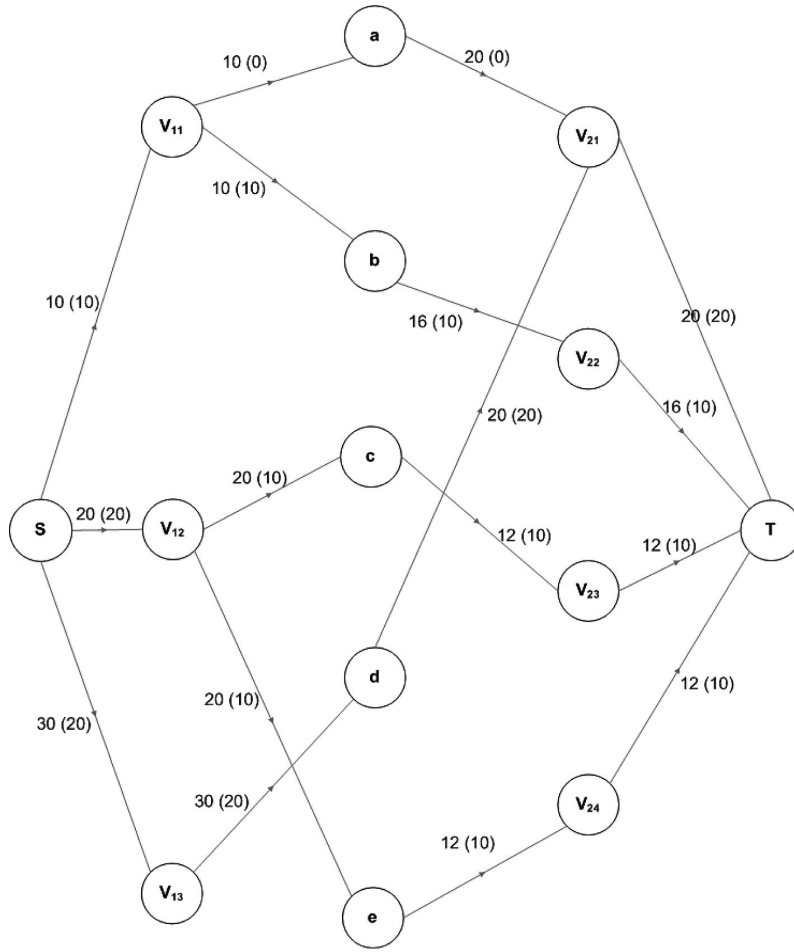 a
10 (0)
20 (0)
V₁₁
V₂₁
10 (10)
b
10 (10)
20 (20)
16 (10)
V₂₂
16 (10)
20 (20)
c
20 (10)
20 (20)
S
V₁₂
12 (10)
12 (10)
T
V₂₃
d
12 (10)
20 (10)
30 (20)
30 (20)
V₂₄
12 (10)
V₁₃
e